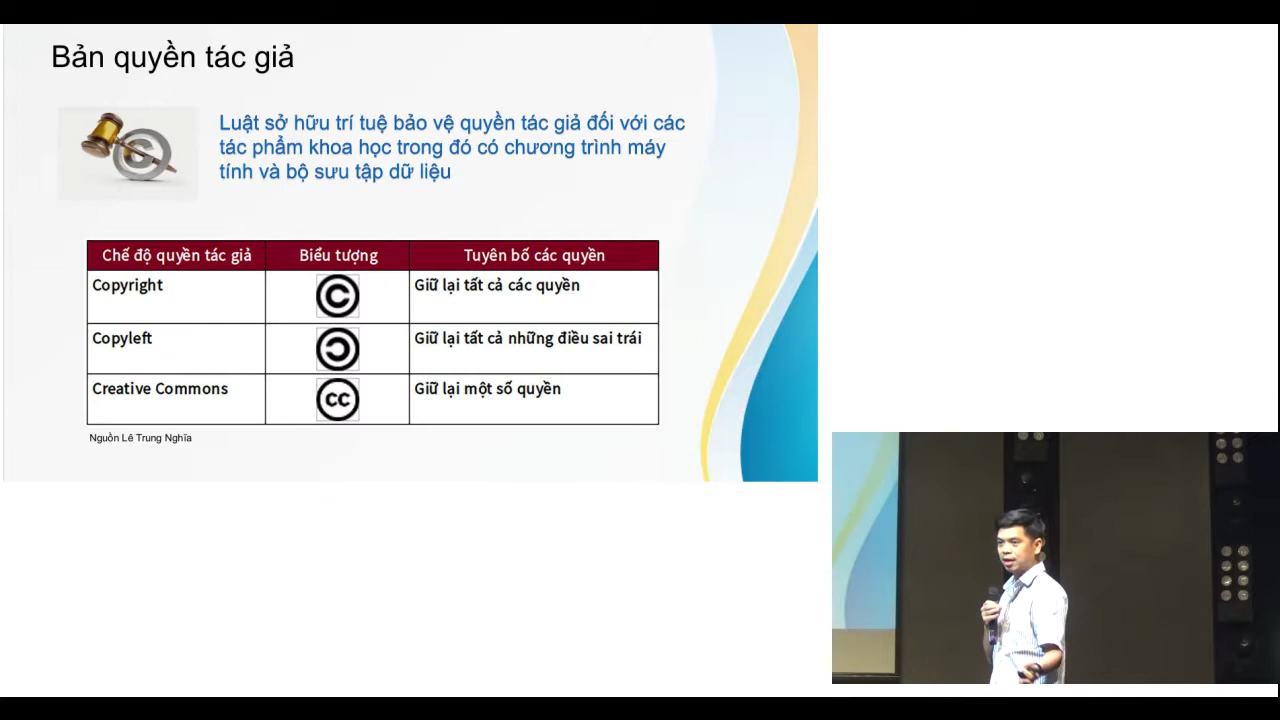 Bản quyền tác giả
Luật sở hữu trí tuệ bảo vệ quyền tác giả đối với các
tác phẩm khoa học trong đó có chương trình máy
tính và bộ sưu tập dữ liệu
Chế độ quyền tác giả Biểu tượng Tuyên bố các quyền
Copyright © Giữ lại tất cả các quyền
Copyleft 🄯 Giữ lại tất cả những điều sai trái
Creative Commons cc Giữ lại một số quyền
Nguồn Lê Trung Nghĩa